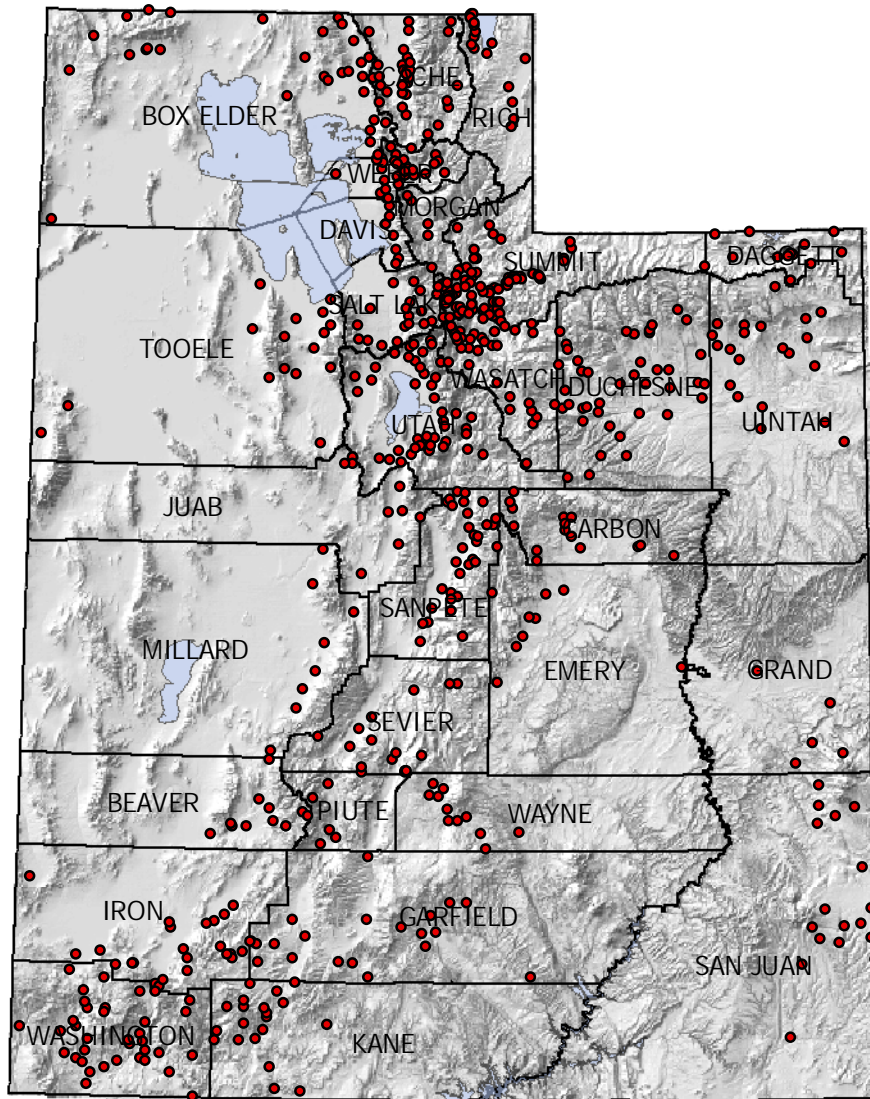 CACHE
BOX ELDER
RICH
WEBER
MORGAN
DAVIS
SUMMIT
DAGGETT
SALT LAKE
TOOELE
WASATCH
DUCHESNE
UTAH
UINTAH
JUAB
CARBON
SANPETE
MILLARD
EMERY
GRAND
SEVIER
BEAVER
PIUTE
WAYNE
IRON
GARFIELD
SAN JUAN
WASHINGTON
KANE